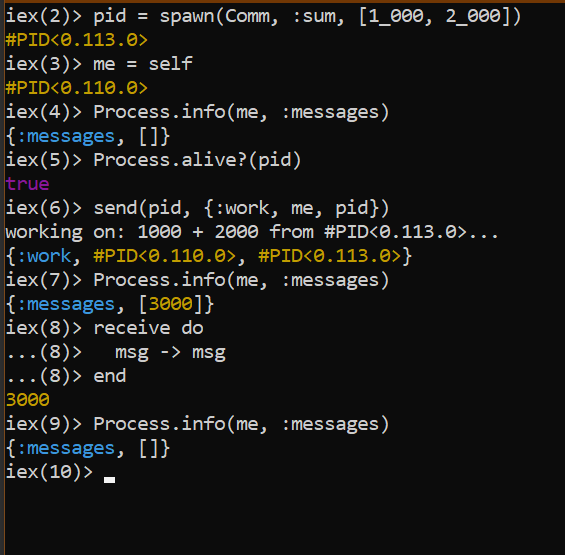 iex(2)> pid = spawn(Comm, :sum, [1_000, 2_000])
#PID<0.113.0>
iex(3)> me = self
#PID<0.110.0>
iex(4)> Process.info(me, :messages)
{:messages, []}
iex(5)> Process.alive?(pid)
true
iex(6)> send(pid, {:work, me, pid})
working on: 1000 + 2000 from #PID<0.113.0>...
{:work, #PID<0.110.0>, #PID<0.113.0>}
iex(7)> Process.info(me, :messages)
{:messages, [3000]}
iex(8)> receive do
...(8)>   msg -> msg
...(8)> end
3000
iex(9)> Process.info(me, :messages)
{:messages, []}
iex(10)>